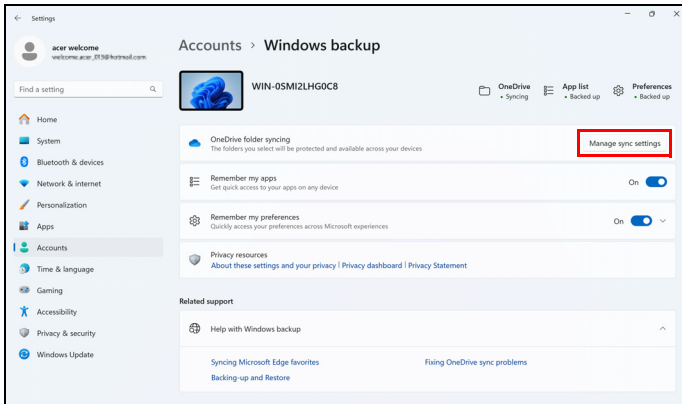 Settings
acer welcome
welcome.acer_013@hotmail.com
Find a setting
Home
System
Bluetooth & devices
Network & internet
Personalization
Apps
Accounts
Time & language
Gaming
Accessibility
Privacy & security
Windows Update
Accounts > Windows backup
WIN-0SMI2LHG0C8
OneDrive
• Syncing
App list
• Backed up
Preferences
• Backed up
OneDrive folder syncing
The folders you select will be protected and available across your devices
Manage sync settings
Remember my apps
Get quick access to your apps on any device
On
Remember my preferences
Quickly access your preferences across Microsoft experiences
On
Privacy resources
About these settings and your privacy | Privacy dashboard | Privacy Statement
Related support
Help with Windows backup
Syncing Microsoft Edge favorites
Fixing OneDrive sync problems
Backing-up and Restore